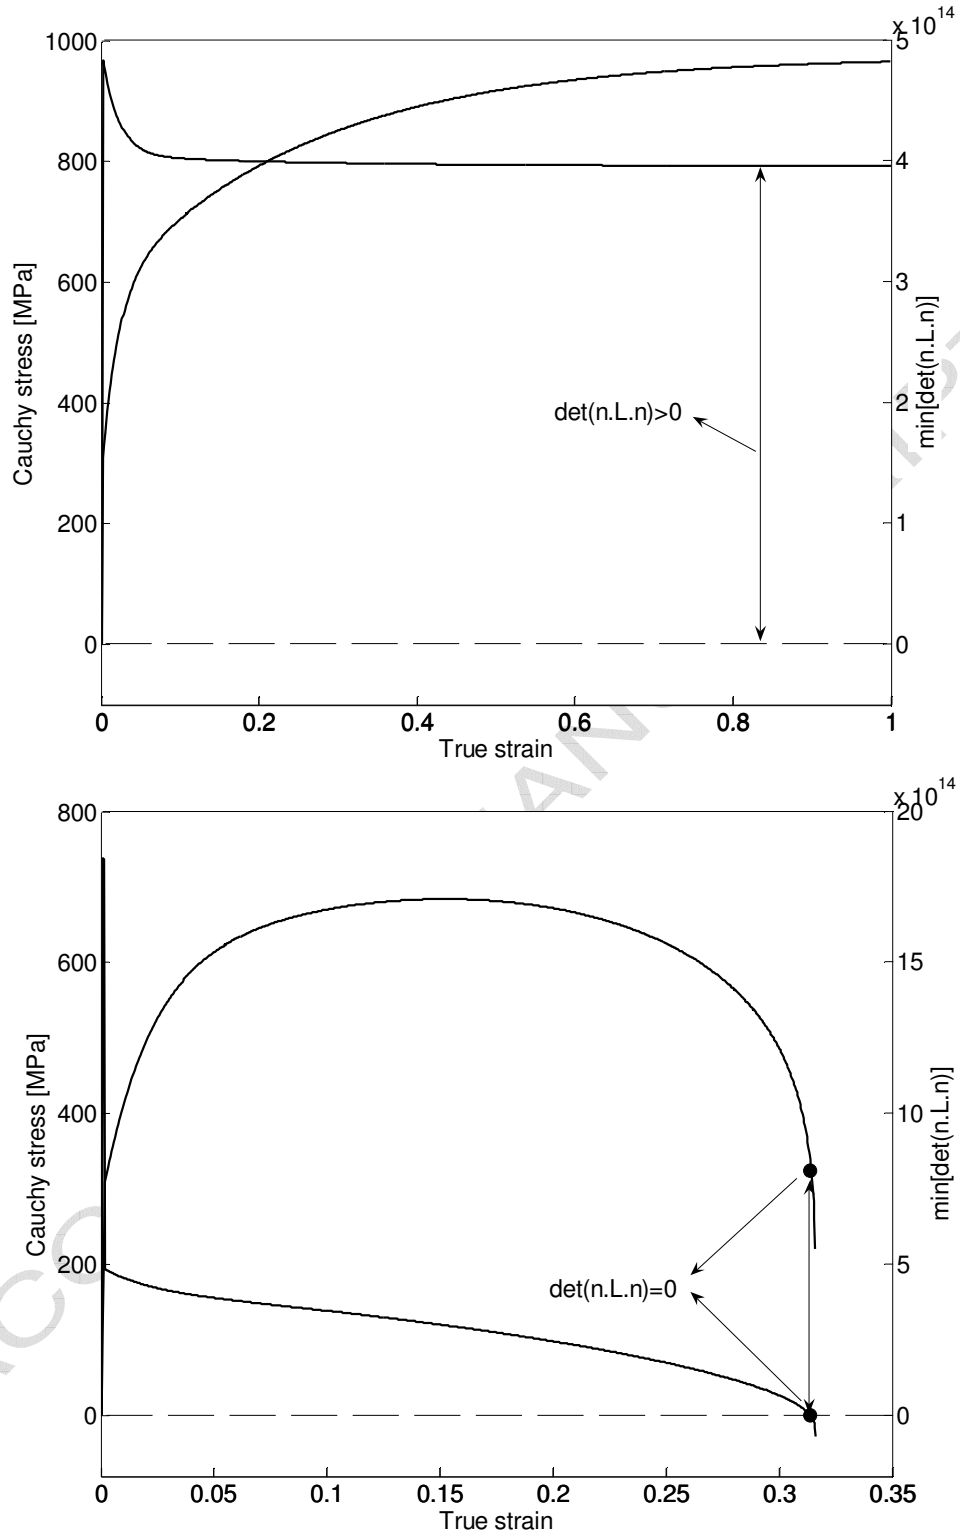 x 10^14
1000
800
600
400
200
0
5
4
3
2
1
0
Cauchy stress [MPa]
min[det(n.L.n)]
det(n.L.n)>0
0 0.2 0.4 0.6 0.8 1
True strain
x 10^14
800
600
400
200
0
20
15
10
5
0
Cauchy stress [MPa]
min[det(n.L.n)]
det(n.L.n)=0
0 0.05 0.1 0.15 0.2 0.25 0.3 0.35
True strain